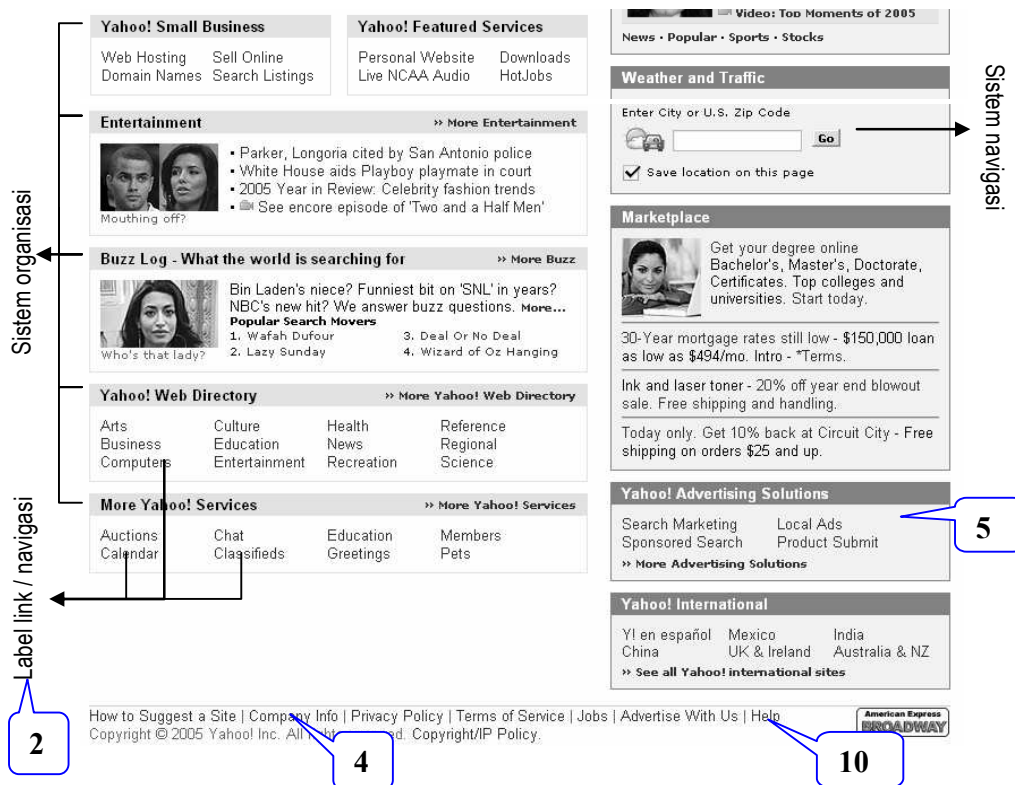 Yahoo! Small Business
Web Hosting Sell Online
Domain Names Search Listings
Yahoo! Featured Services
Personal Website Downloads
Live NCAA Audio HotJobs
Entertainment ›› More Entertainment
▪ Parker, Longoria cited by San Antonio police
▪ White House aids Playboy playmate in court
▪ 2005 Year in Review: Celebrity fashion trends
▪ See encore episode of 'Two and a Half Men'
Mouthing off?
Buzz Log - What the world is searching for ›› More Buzz
Bin Laden's niece? Funniest bit on 'SNL' in years?
NBC's new hit? We answer buzz questions. More...
Popular Search Movers
1. Wafah Dufour 3. Deal Or No Deal
2. Lazy Sunday 4. Wizard of Oz Hanging
Who's that lady?
Yahoo! Web Directory ›› More Yahoo! Web Directory
Arts Culture Health Reference
Business Education News Regional
Computers Entertainment Recreation Science
More Yahoo! Services ›› More Yahoo! Services
Auctions Chat Education Members
Calendar Classifieds Greetings Pets
Video: Top Moments of 2005
News · Popular · Sports · Stocks
Weather and Traffic
Enter City or U.S. Zip Code
Go
Save location on this page
Marketplace
Get your degree online
Bachelor's, Master's, Doctorate,
Certificates. Top colleges and
universities. Start today.
30-Year mortgage rates still low - $150,000 loan
as low as $494/mo. Intro - *Terms.
Ink and laser toner - 20% off year end blowout
sale. Free shipping and handling.
Today only. Get 10% back at Circuit City - Free
shipping on orders $25 and up.
Yahoo! Advertising Solutions
Search Marketing Local Ads
Sponsored Search Product Submit
›› More Advertising Solutions
Yahoo! International
Y! en español Mexico India
China UK & Ireland Australia & NZ
›› See all Yahoo! international sites
How to Suggest a Site | Company Info | Privacy Policy | Terms of Service | Jobs | Advertise With Us | Help
Copyright © 2005 Yahoo! Inc. All reserved. Copyright/IP Policy.
American Express
BROADWAY
Sistem organisasi
Label link / navigasi
Sistem navigasi
2
4
5
10